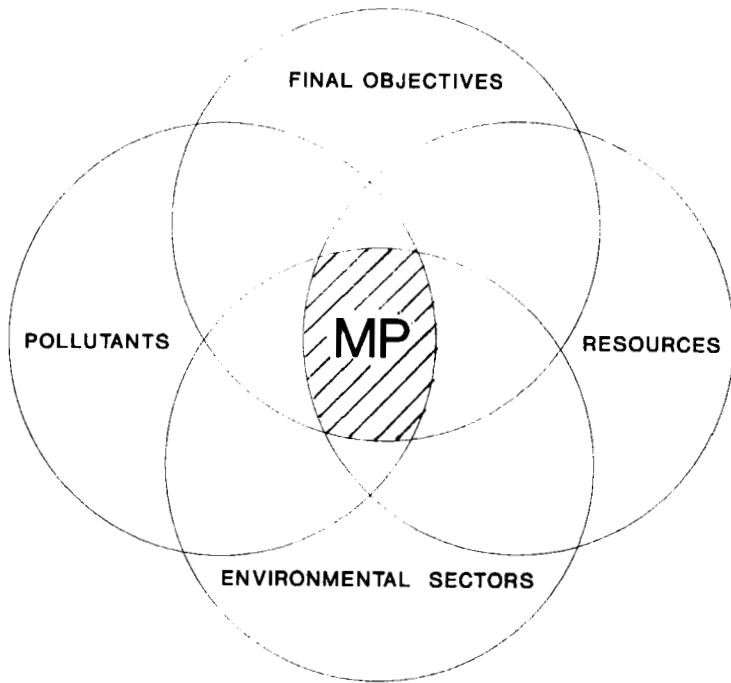 FINAL OBJECTIVES
POLLUTANTS
MP
RESOURCES
ENVIRONMENTAL SECTORS